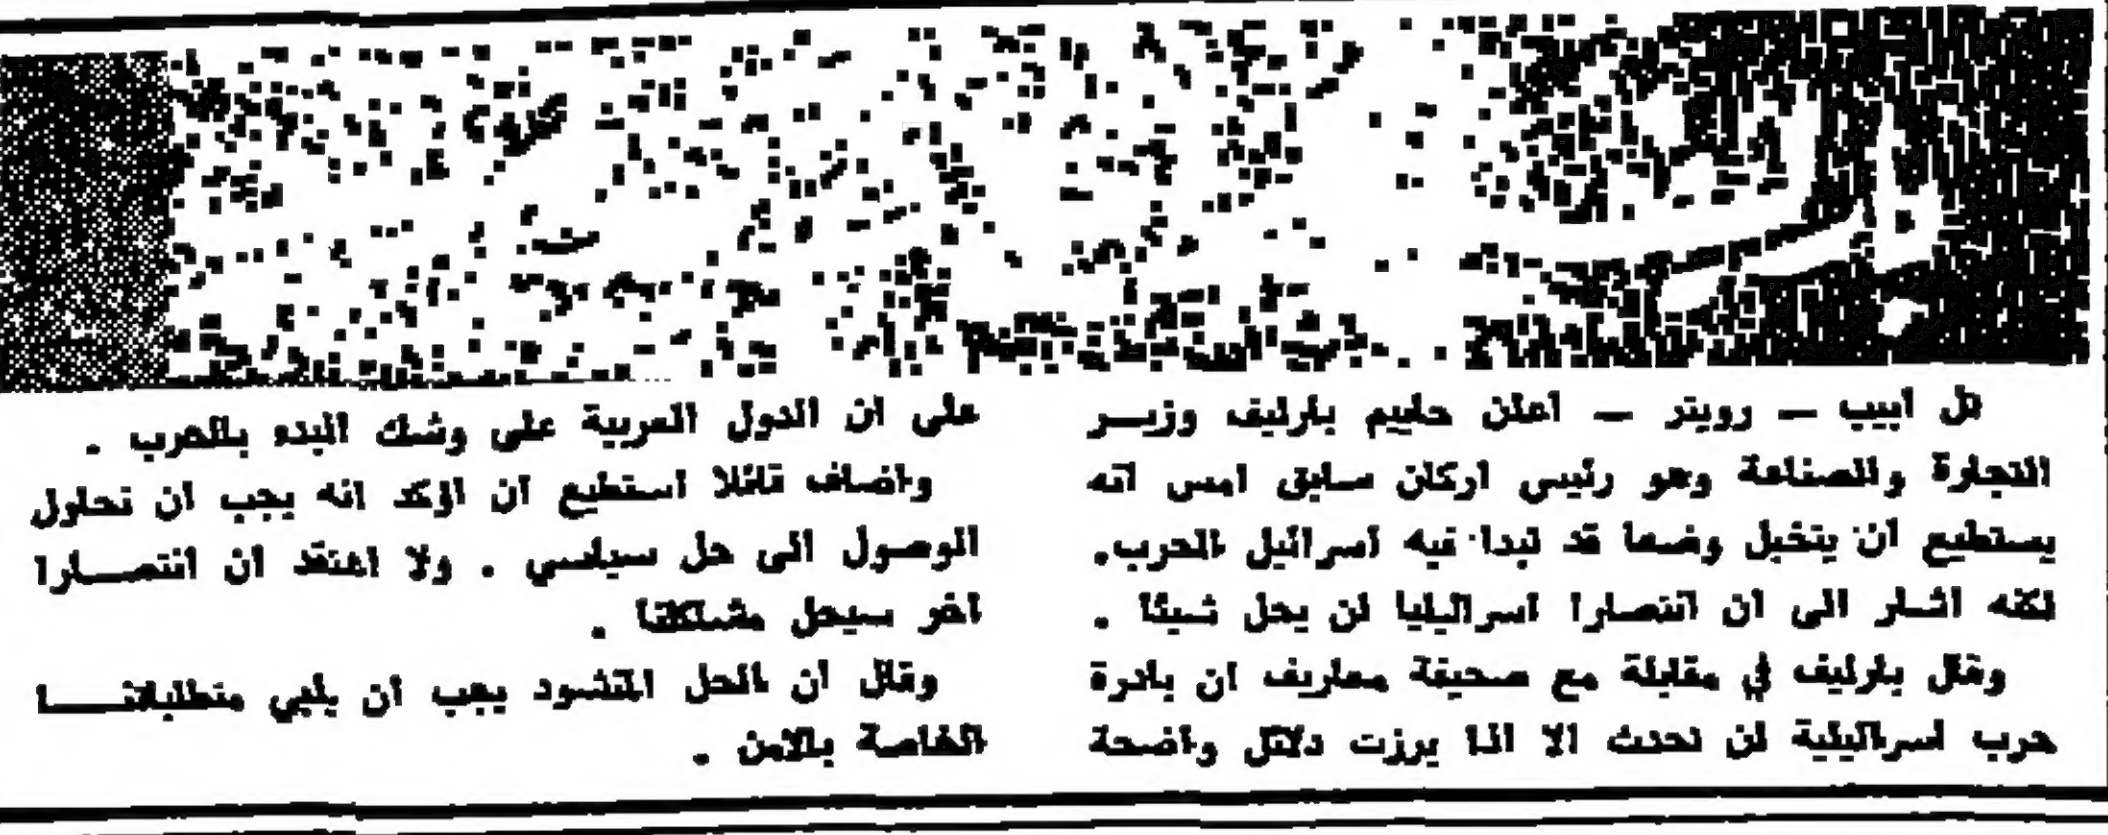 تل ابيب — رويتر — اعلن حاييم بارليف وزيــر
التجارة والصناعة وهو رئيس اركان سابق امس انه
يستطيع ان يتخيل وضعا قد تبدا فيه اسرائيل الحرب.
لكنه اشار الى ان انتصارا اسرائيليا لن يحل شيئا .
وقال بارليف في مقابلة مع صحيفة معاريف ان بادرة
حرب اسرائيلية لن تحدث الا اذا برزت دلائل واضحة
على ان الدول العربية على وشك البدء بالحرب .
واضاف قائلا استطيع ان اؤكد انه يجب ان نحاول
الوصول الى حل سياسي . ولا اعتقد ان انتصــارا
اخر سيحل مشاكلنا .
وقال ان الحل المنشود يجب ان يلبي متطلباتنــــا
الخاصة بالامن .